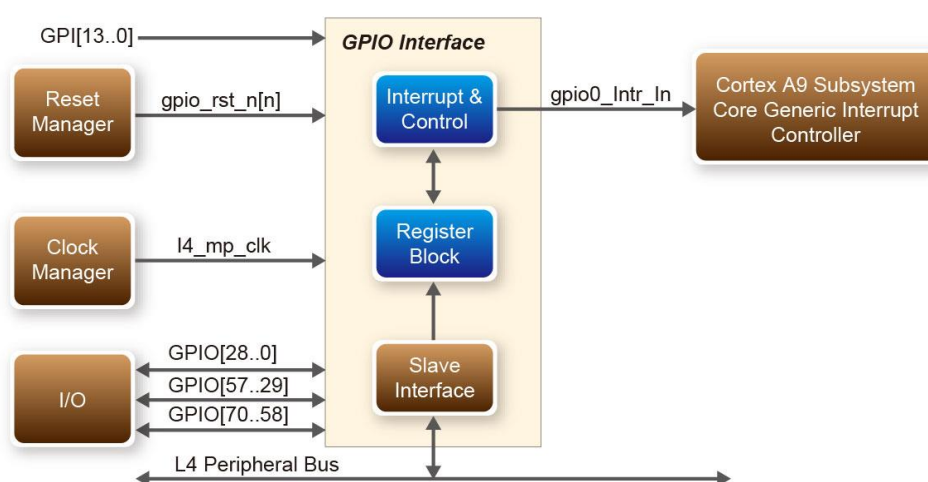 GPI[13..0]
GPIO Interface
Reset
Manager
gpio_rst_n[n]
Interrupt &
Control
gpio0_Intr_In
Cortex A9 Subsystem
Core Generic Interrupt
Controller
Clock
Manager
l4_mp_clk
Register
Block
I/O
GPIO[28..0]
GPIO[57..29]
GPIO[70..58]
Slave
Interface
L4 Peripheral Bus